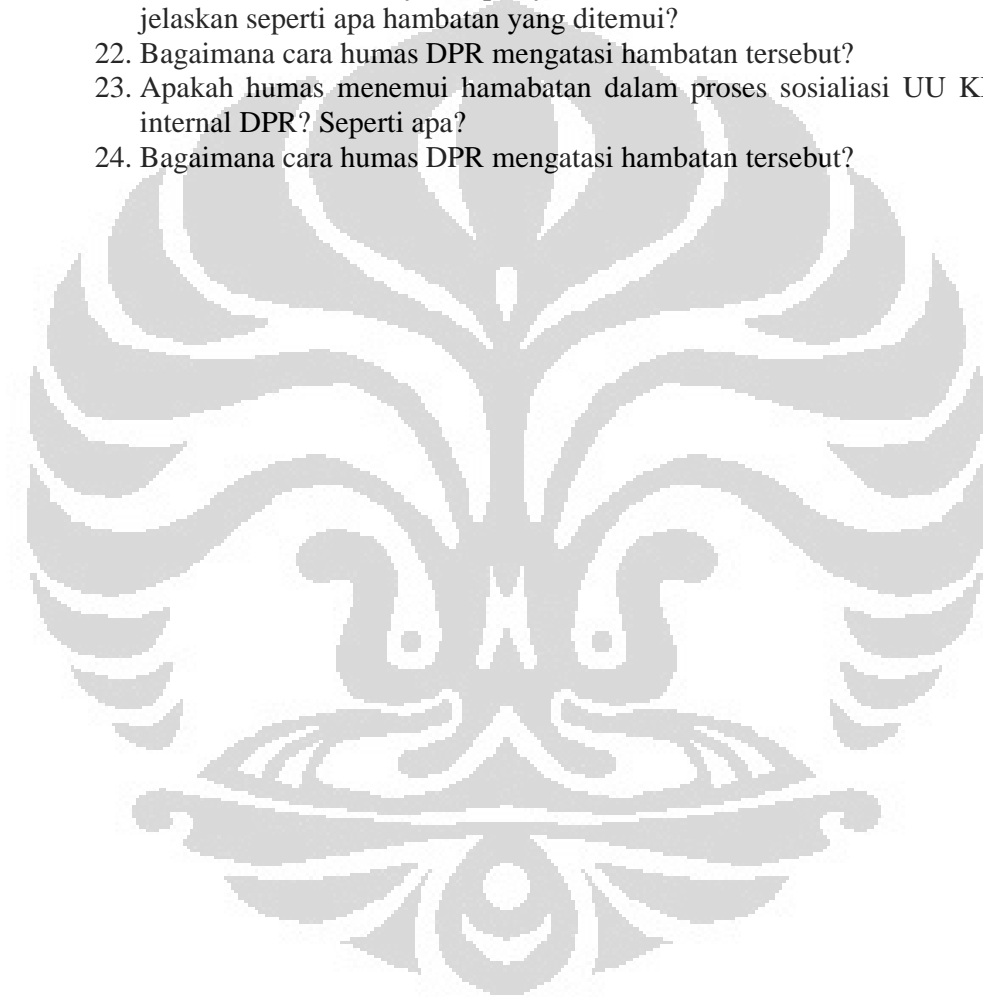 jelaskan seperti apa hambatan yang ditemui?
22. Bagaimana cara humas DPR mengatasi hambatan tersebut?
23. Apakah humas menemui hamabatan dalam proses sosialiasi UU
internal DPR? Seperti apa?
24. Bagaimana cara humas DPR mengatasi hambatan tersebut?